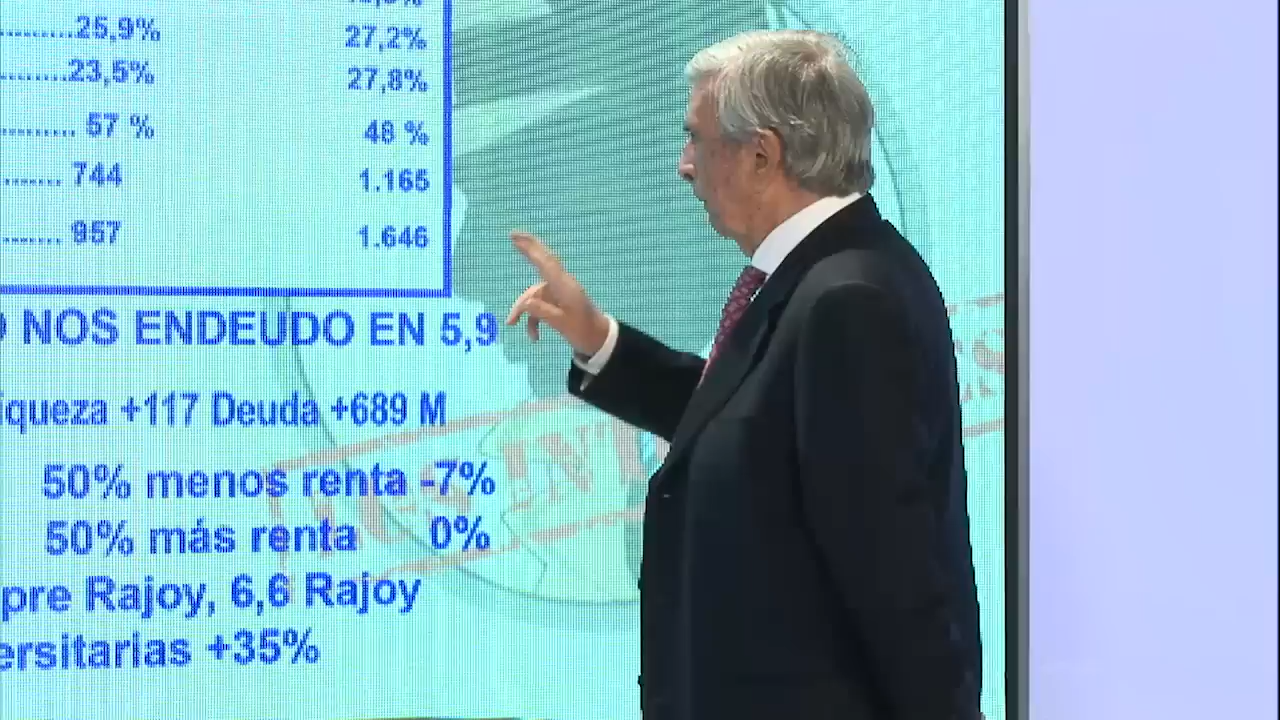 ........25,9% 27,2%
.......23,5% 27,8%
......... 57 % 48 %
....... 744 1.165
....... 957 1.646
NOS ENDEUDO EN 5,9
iqueza +117 Deuda +689 M
50% menos renta -7%
50% más renta 0%
pre Rajoy, 6,6 Rajoy
ersitarias +35%